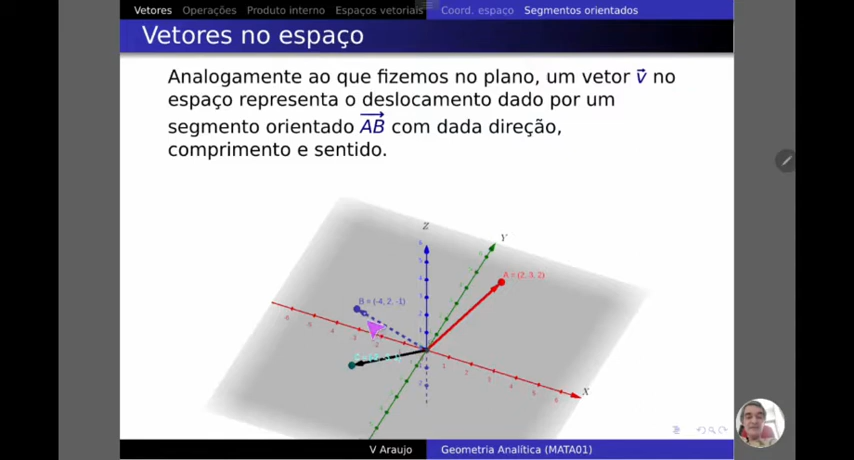 Vetores Operações Produto interno Espaços vetoriais Coord. espaço Segmentos orientados
Vetores no espaço
Analogamente ao que fizemos no plano, um vetor v⃗ no
espaço representa o deslocamento dado por um
segmento orientado AB⃗ com dada direção,
comprimento e sentido.
Z
Y
A = (2, 3, 2)
B = (-4, 2, -1)
X
V Araujo Geometria Analítica (MATA01)